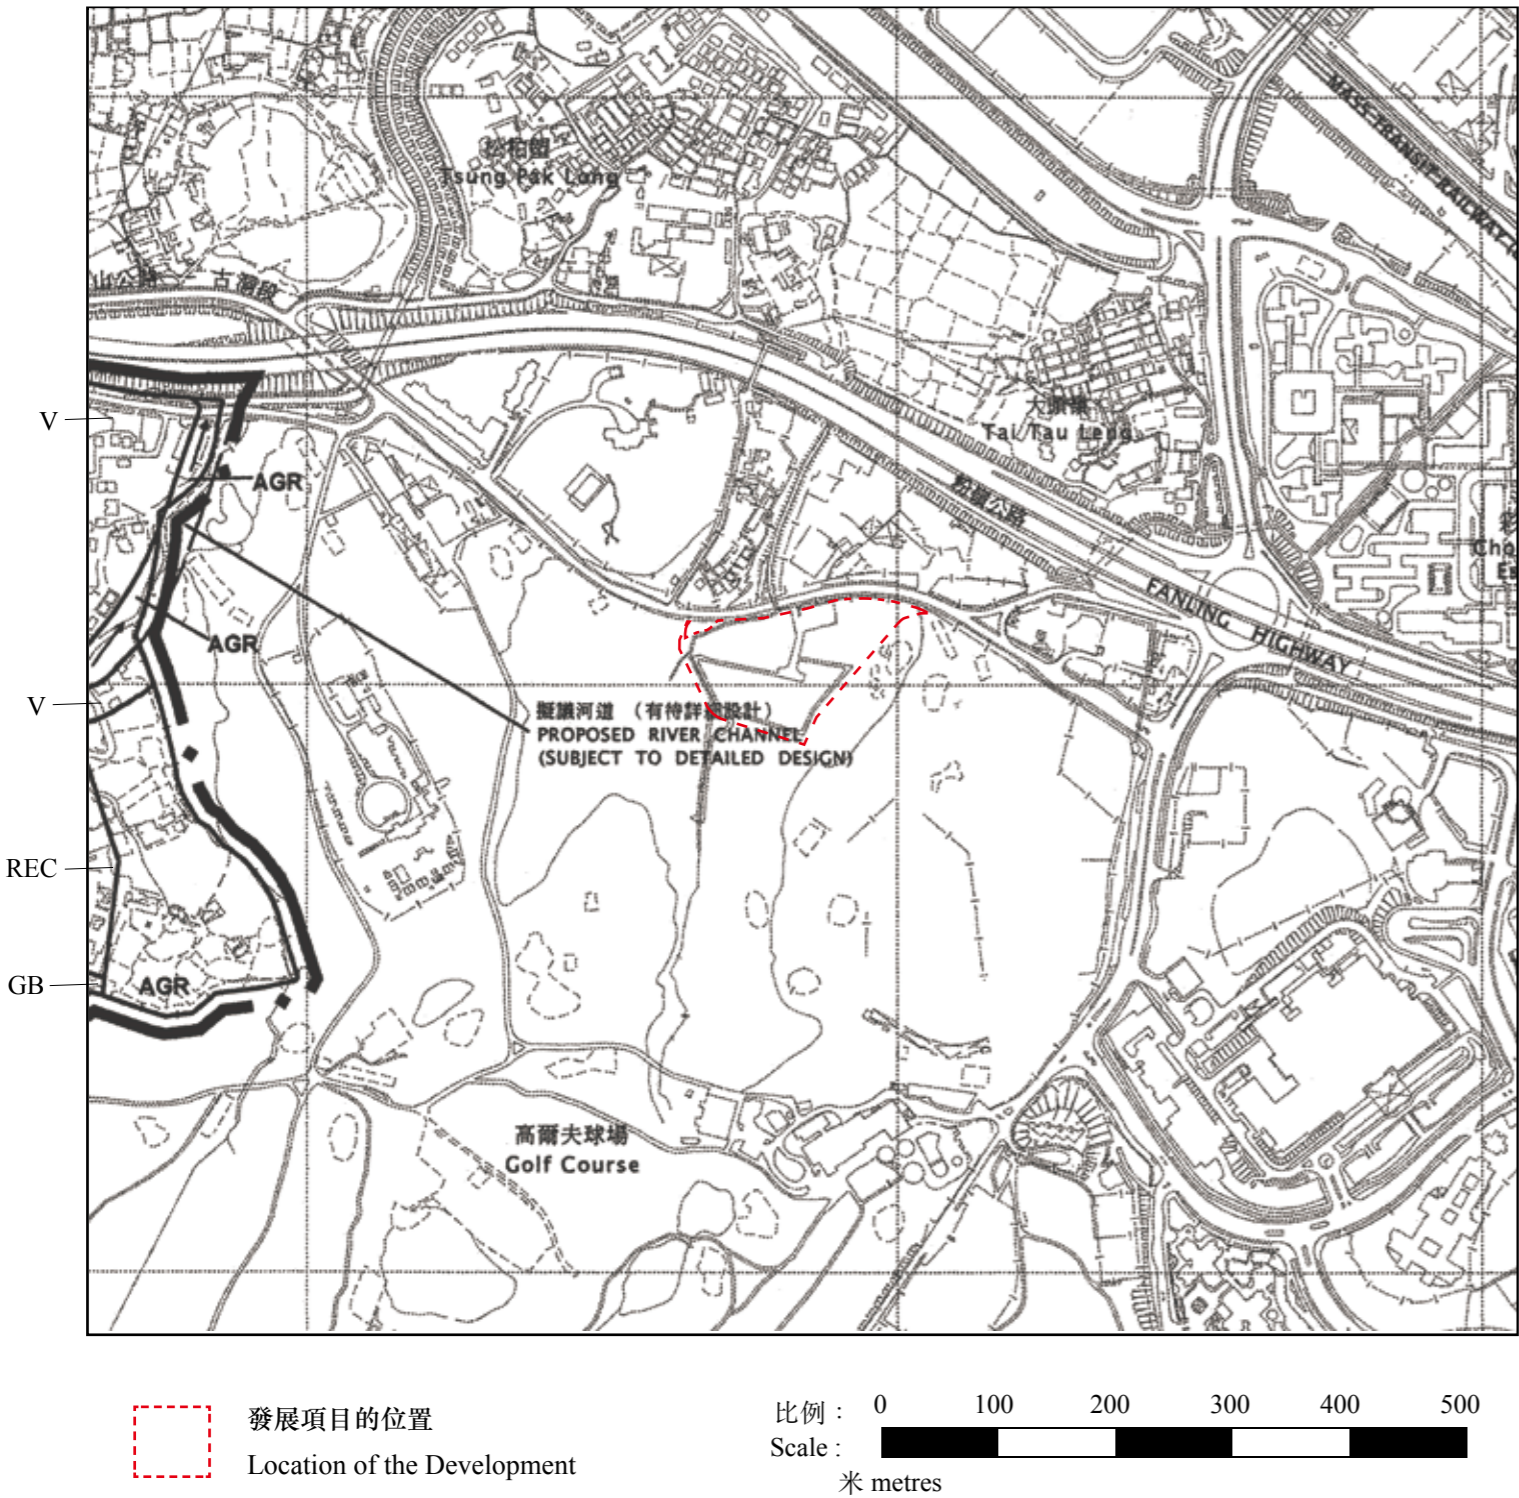 MASS TRANSIT RAILWAY
松柏塱
Tsung Pak Long
古洞段
大頭嶺
Tai Tau Leng
V
AGR
粉嶺公路
FANLING HIGHWAY
AGR
V
擬議河道 （有待詳細設計）
PROPOSED RIVER CHANNEL
(SUBJECT TO DETAILED DESIGN)
REC
GB
AGR
高爾夫球場
Golf Course
發展項目的位置
Location of the Development
比例 :
Scale :
0 100 200 300 400 500
米 metres